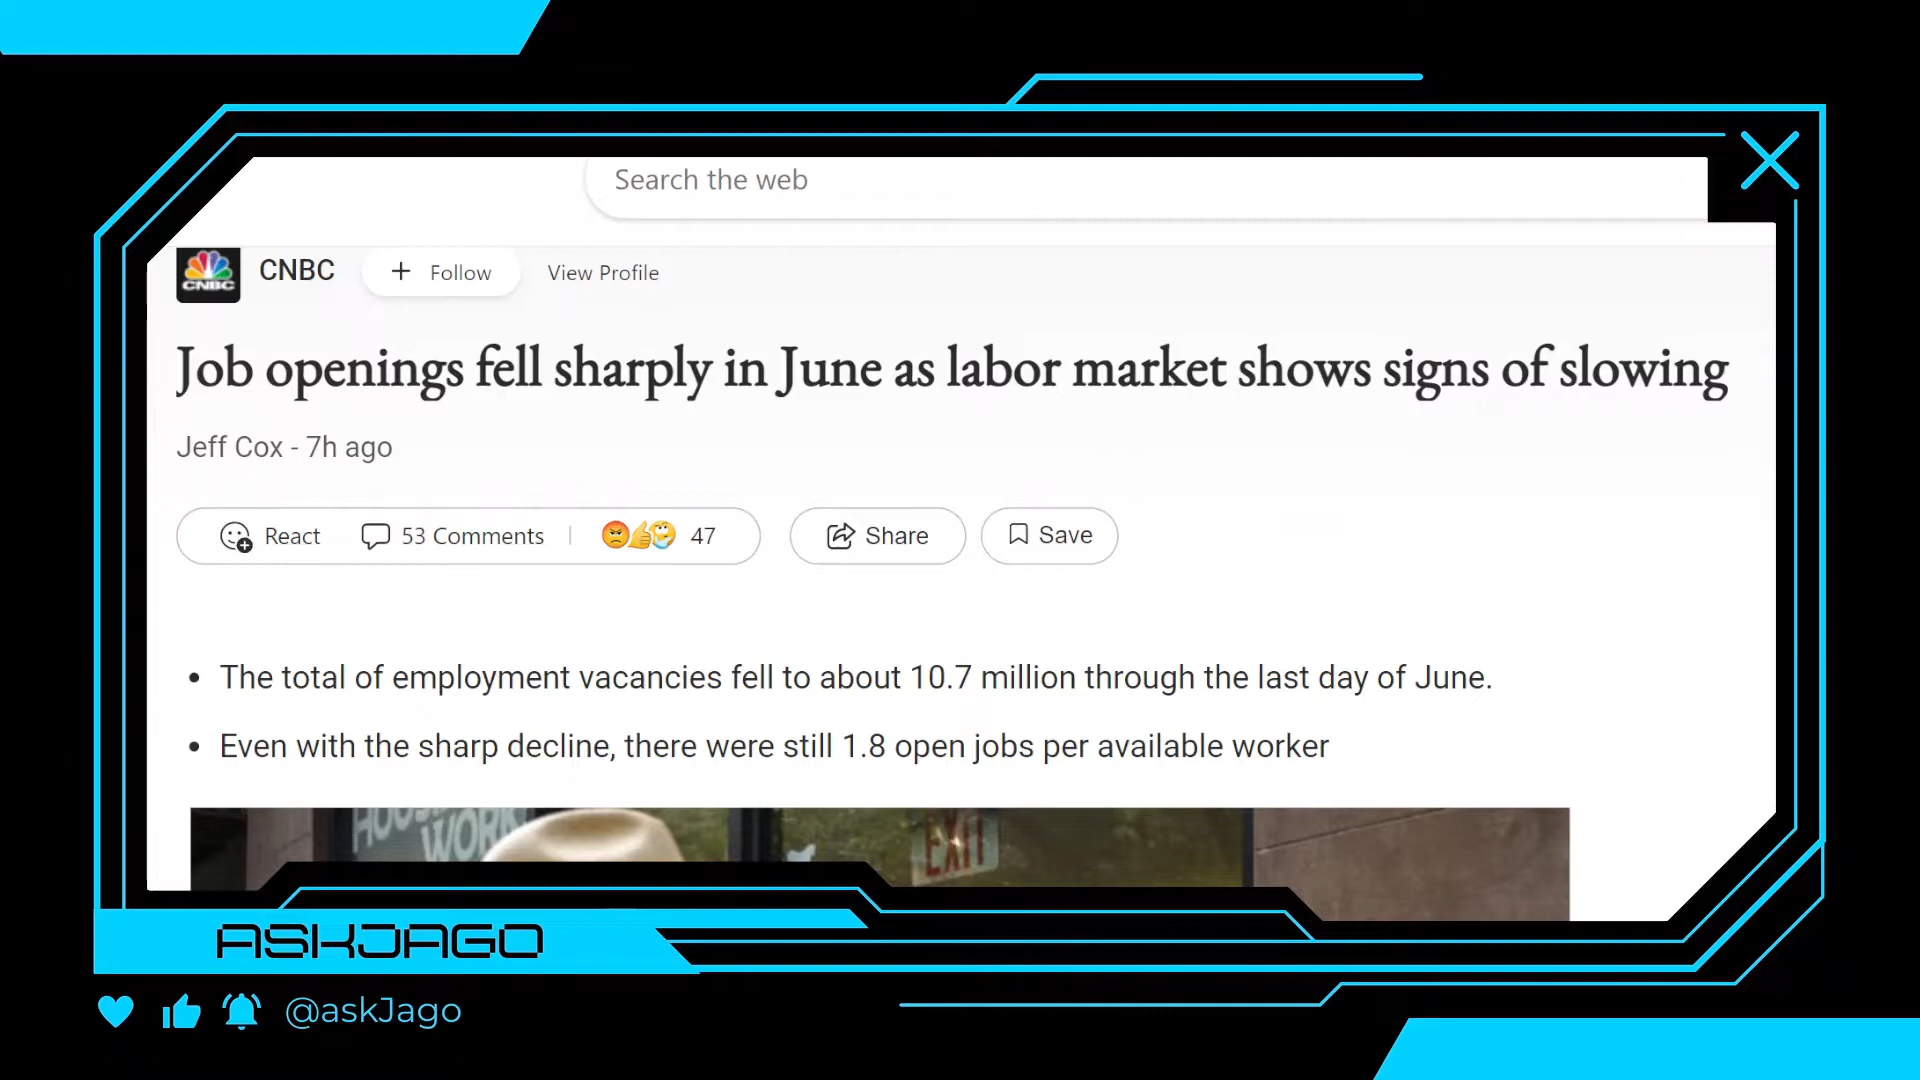 Search the web
CNBC
CNBC
+ Follow
View Profile
Job openings fell sharply in June as labor market shows signs of slowing
Jeff Cox - 7h ago
React
53 Comments
47
Share
Save
• The total of employment vacancies fell to about 10.7 million through the last day of June.
• Even with the sharp decline, there were still 1.8 open jobs per available worker
WORK
EXIT
ASKJAGO
@askJago